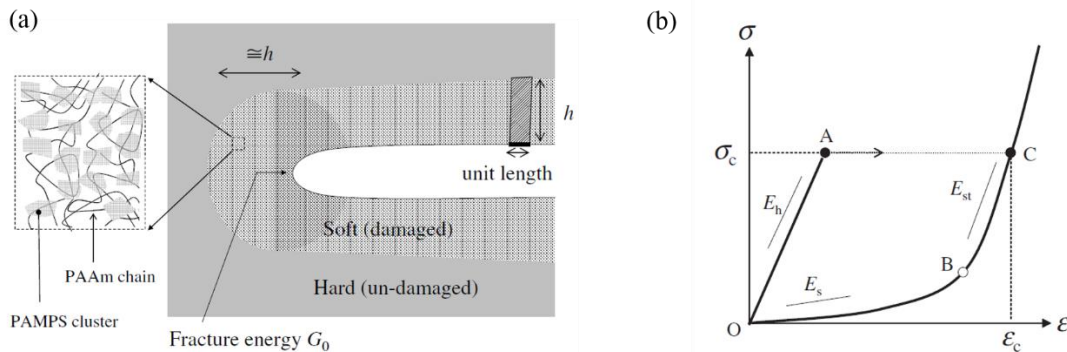 (a)
≅h
h
unit length
Soft (damaged)
Hard (un-damaged)
PAAm chain
PAMPS cluster
Fracture energy G₀
(b)
σ
A
σc
C
Eh
Est
B
Es
O
εc
ε